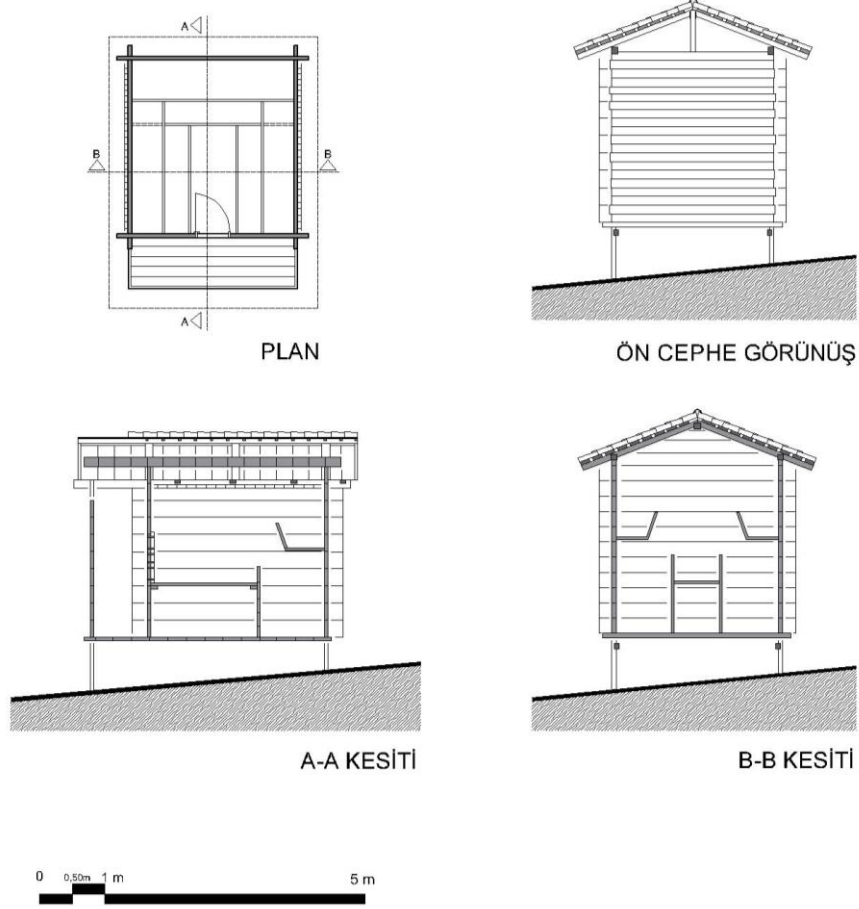 A
B B
A
PLAN
ÖN CEPHE GÖRÜNÜŞ
A-A KESİTİ
B-B KESİTİ
0 0,50m 1 m 5 m